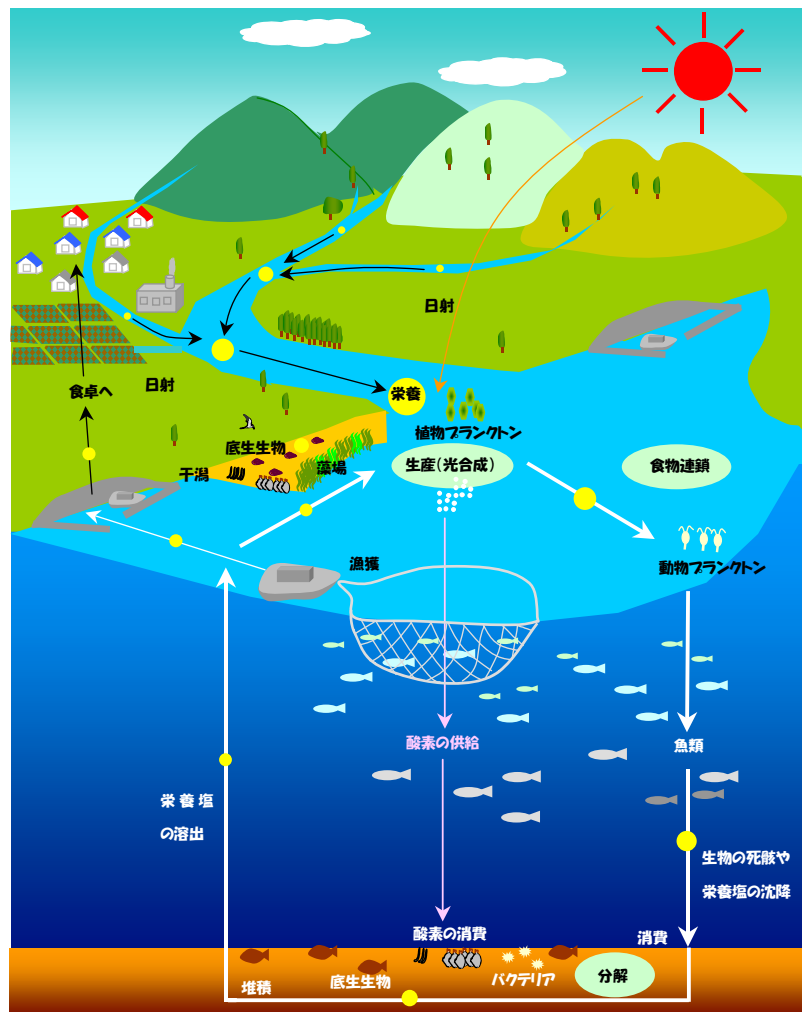 日射
日射
食卓へ
栄養
植物プランクトン
底生生物
藻場
干潟
生産(光合成)
食物連鎖
漁獲
動物プランクトン
酸素の供給
魚類
栄養塩
の溶出
生物の死骸や
栄養塩の沈降
酸素の消費
消費
堆積
底生生物
バクテリア
分解